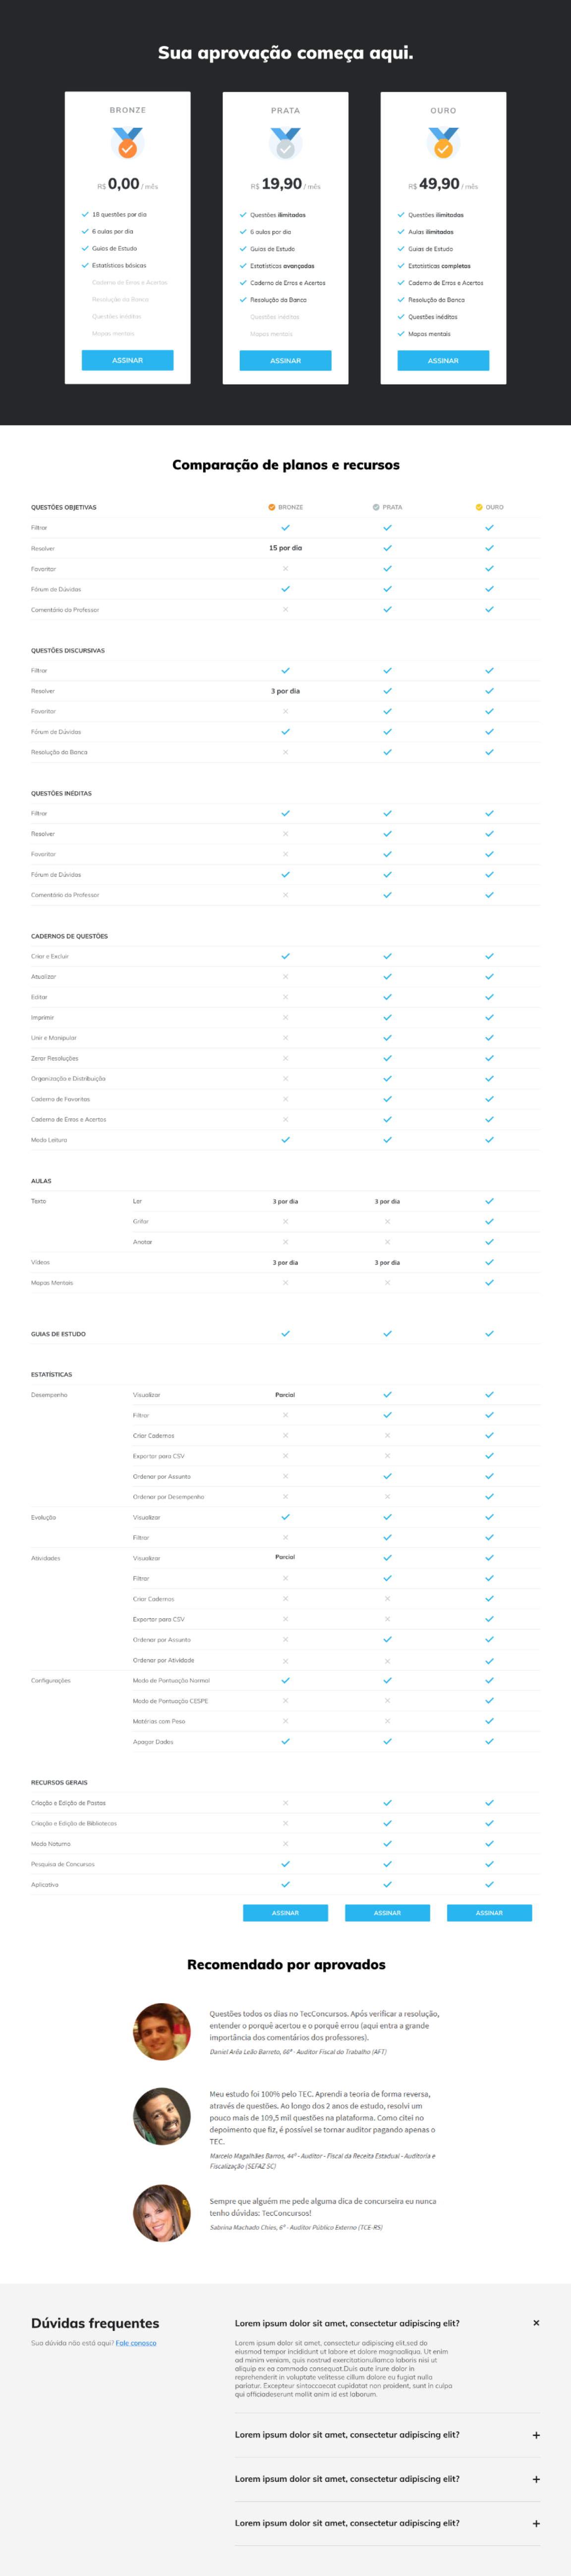 Sua aprovação começa aqui.
BRONZE
R$ 0,00 / mês
18 questões por dia
6 aulas por dia
Guias de Estudo
Estatísticas básicas
Caderno de Erros e Acertos
Resolução da Banca
Questões inéditas
Mapas mentais
ASSINAR
PRATA
R$ 19,90 / mês
Questões ilimitadas
6 aulas por dia
Guias de Estudo
Estatísticas avançadas
Caderno de Erros e Acertos
Resolução da Banca
Questões inéditas
Mapas mentais
ASSINAR
OURO
R$ 49,90 / mês
Questões ilimitadas
Aulas ilimitadas
Guias de Estudo
Estatísticas completas
Caderno de Erros e Acertos
Resolução da Banca
Questões inéditas
Mapas mentais
ASSINAR
Comparação de planos e recursos
QUESTÕES OBJETIVAS BRONZE PRATA OURO
Filtrar
Resolver 15 por dia
Favoritar
Fórum de Dúvidas
Comentário do Professor
QUESTÕES DISCURSIVAS
Filtrar
Resolver 3 por dia
Favoritar
Fórum de Dúvidas
Resolução da Banca
QUESTÕES INÉDITAS
Filtrar
Resolver
Favoritar
Fórum de Dúvidas
Comentário do Professor
CADERNOS DE QUESTÕES
Criar e Excluir
Atualizar
Editar
Imprimir
Unir e Manipular
Zerar Resoluções
Organização e Distribuição
Caderno de Favoritas
Caderno de Erros e Acertos
Modo Leitura
AULAS
Texto Ler 3 por dia 3 por dia
Grifar
Anotar
Vídeos 3 por dia 3 por dia
Mapas Mentais
GUIAS DE ESTUDO
ESTATÍSTICAS
Desempenho Visualizar Parcial
Filtrar
Criar Cadernos
Exportar para CSV
Ordenar por Assunto
Ordenar por Desempenho
Evolução Visualizar
Filtrar
Atividades Visualizar Parcial
Filtrar
Criar Cadernos
Exportar para CSV
Ordenar por Assunto
Ordenar por Atividade
Configurações Modo de Pontuação Normal
Modo de Pontuação CESPE
Matérias com Peso
Apagar Dados
RECURSOS GERAIS
Criação e Edição de Pastas
Criação e Edição de Bibliotecas
Modo Noturno
Pesquisa de Concursos
Aplicativo
ASSINAR ASSINAR ASSINAR
Recomendado por aprovados
Questões todos os dias no TecConcursos. Após verificar a resolução,
entender o porquê acertou e o porquê errou (aqui entra a grande
importância dos comentários dos professores).
Daniel Anlla Leão Barreto, 66º - Auditor Fiscal do Trabalho (AFT)
Meu estudo foi 100% pelo TEC. Aprendi a teoria de forma reversa,
através de questões. Ao longo dos 2 anos de estudo, resolvi um
pouco mais de 109,5 mil questões na plataforma. Como citei no
depoimento que fiz, é possível se tornar auditor pagando apenas o
TEC.
Marcelo Magalhães Barros, 44º - Auditor - Fiscal da Receita Estadual - Auditoria e
Fiscalização (SEFAZ SC)
Sempre que alguém me pede alguma dica de concurseira eu nunca
tenho dúvidas: TecConcursos!
Sabrina Machado Chies, 6ª - Auditor Público Externo (TCE-RS)
Dúvidas frequentes
Sua dúvida não está aqui? Fale conosco
Lorem ipsum dolor sit amet, consectetur adipiscing elit?
Lorem ipsum dolor sit amet, consectetur adipiscing elit,sed do
eiusmod tempor incididunt ut labore et dolore magnaaliqua. Ut enim
ad minim veniam, quis nostrud exercitationullamco laboris nisi ut
aliquip ex ea commodo consequat.Duis aute irure dolor in
reprehenderit in voluptate velitesse cillum dolore eu fugiat nulla
pariatur. Excepteur sintoccaecat cupidatat non proident, sunt in culpa
qui officiadeserunt mollit anim id est laborum.
Lorem ipsum dolor sit amet, consectetur adipiscing elit?
Lorem ipsum dolor sit amet, consectetur adipiscing elit?
Lorem ipsum dolor sit amet, consectetur adipiscing elit?